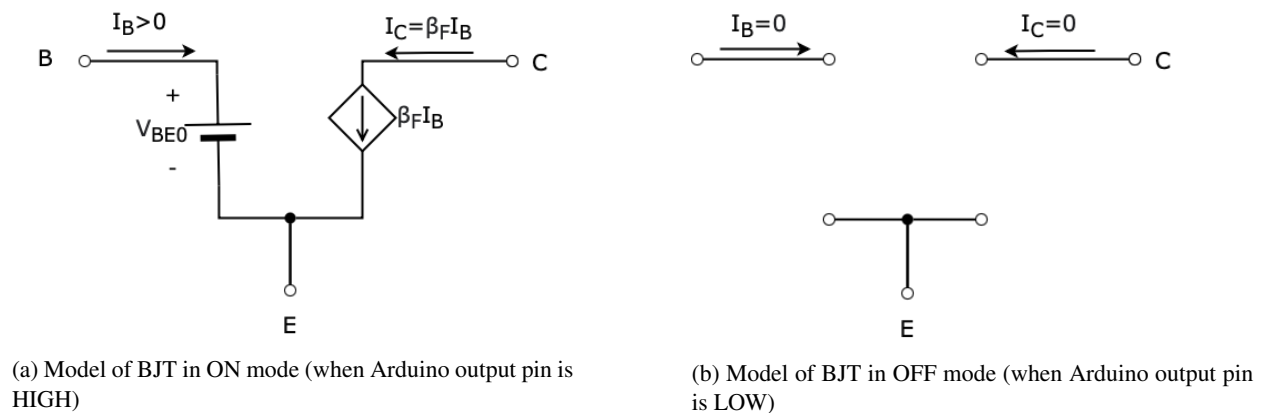 I_B>0
I_C=β_FI_B
B
C
+
V_BE0
-
β_FI_B
E
(a) Model of BJT in ON mode (when Arduino output pin is
HIGH)
I_B=0
I_C=0
C
E
(b) Model of BJT in OFF mode (when Arduino output pin
is LOW)